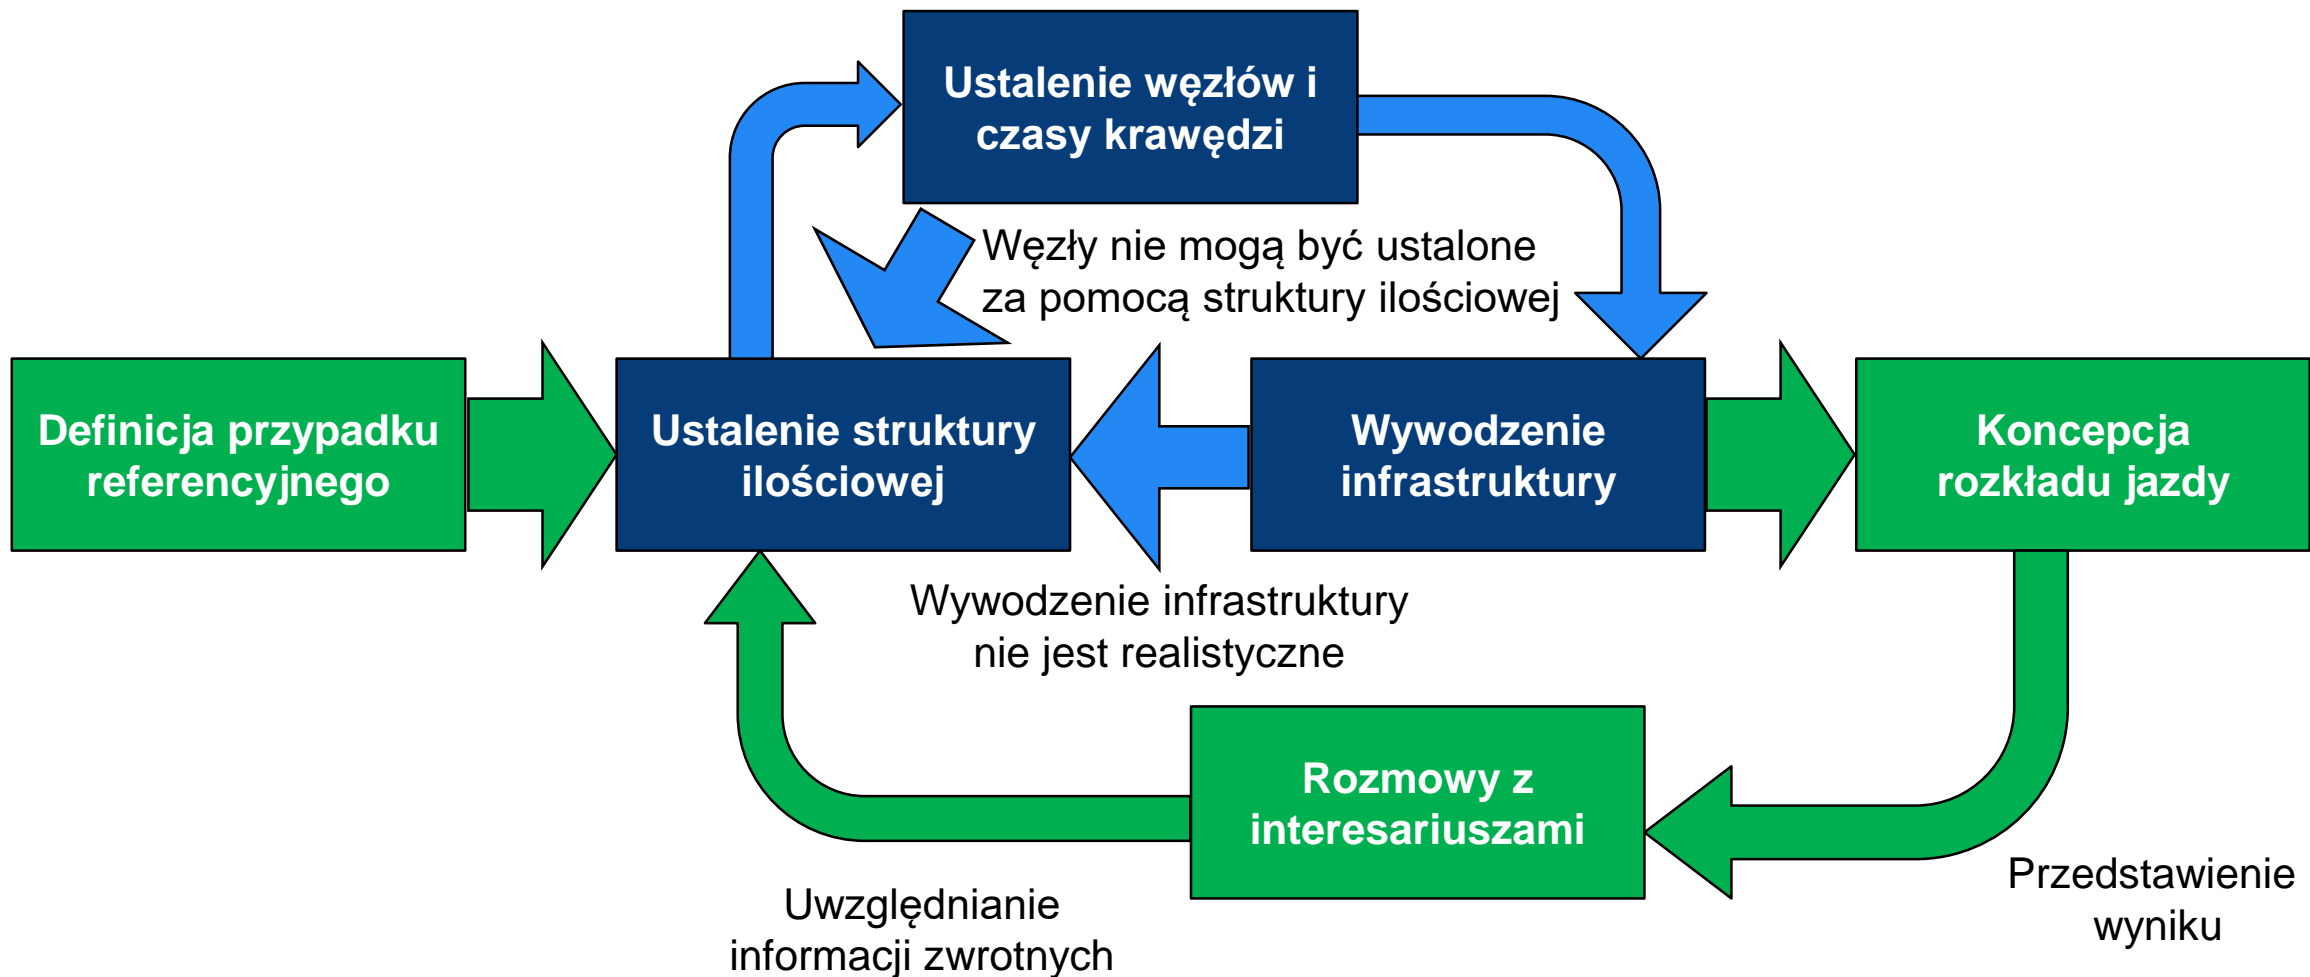 Ustalenie węzłów i
czasy krawędzi
Węzły nie mogą być ustalone
za pomocą struktury ilościowej
Definicja przypadku
referencyjnego
Ustalenie struktury
ilościowej
Wywodzenie
infrastruktury
Koncepcja
rozkładu jazdy
Wywodzenie infrastruktury
nie jest realistyczne
Rozmowy z
interesariuszami
Przedstawienie
wyniku
Uwzględnianie
informacji zwrotnych